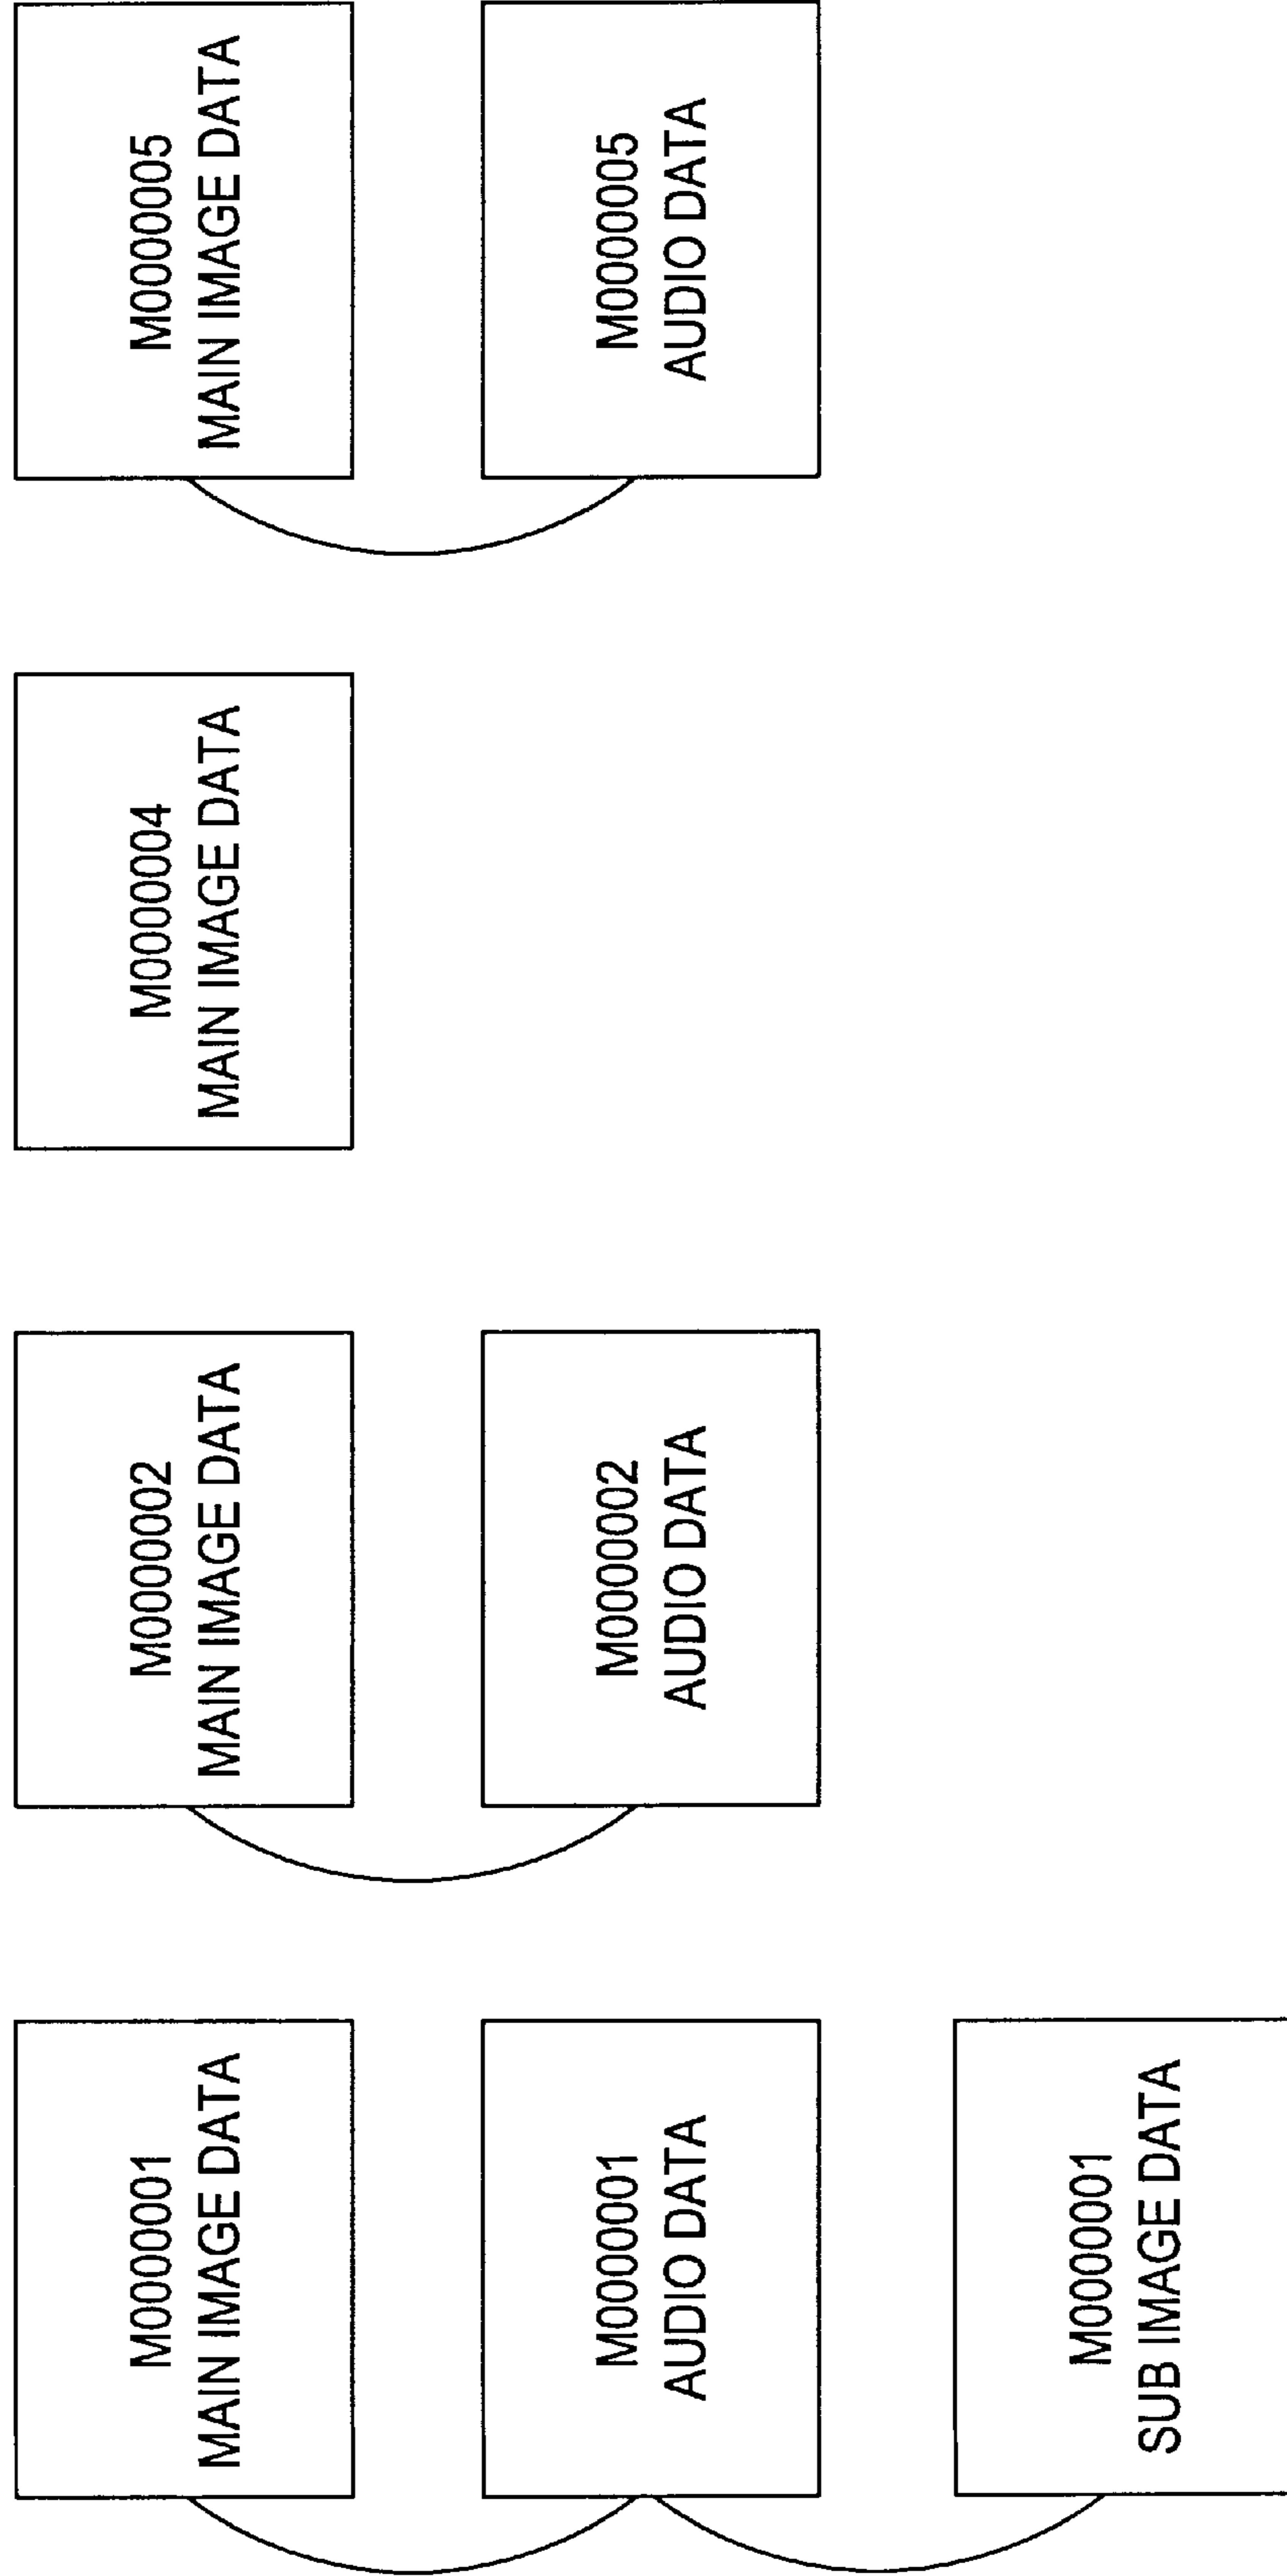 M0000001
MAIN IMAGE DATA
M0000002
MAIN IMAGE DATA
M0000004
MAIN IMAGE DATA
M0000005
MAIN IMAGE DATA
M0000001
AUDIO DATA
M0000002
AUDIO DATA
M0000005
AUDIO DATA
M0000001
SUB IMAGE DATA